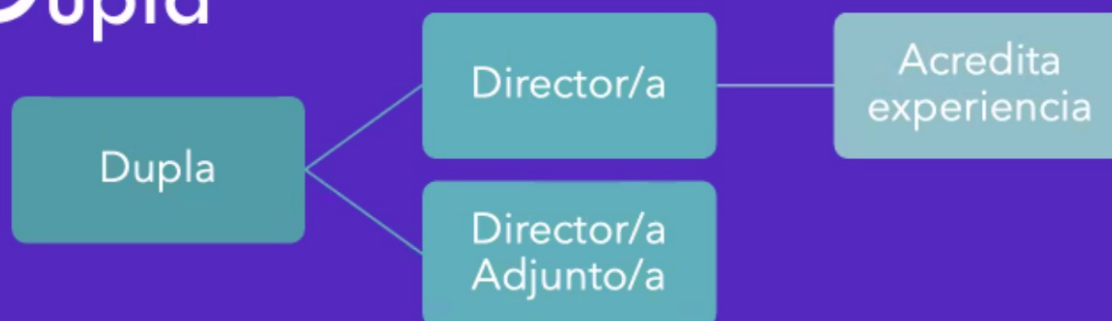 Dupla
Dupla
Director/a
Acredita
experiencia
Director/a
Adjunto/a